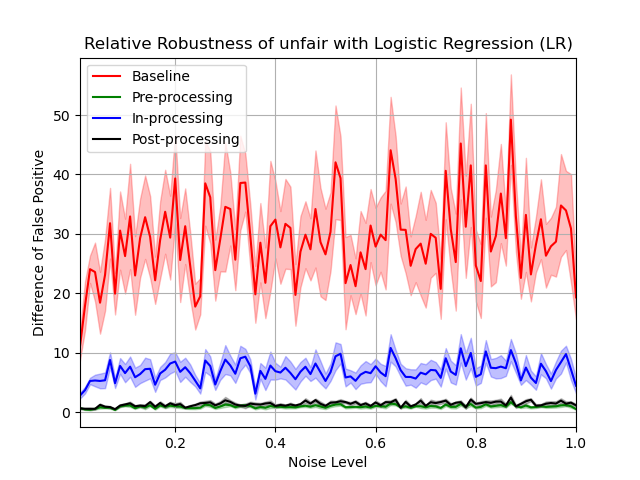 Relative Robustness of unfair with Logistic Regression (LR)
Baseline
Pre-processing
In-processing
Post-processing
Difference of False Positive
50
40
30
20
10
0
0.2 0.4 0.6 0.8 1.0
Noise Level